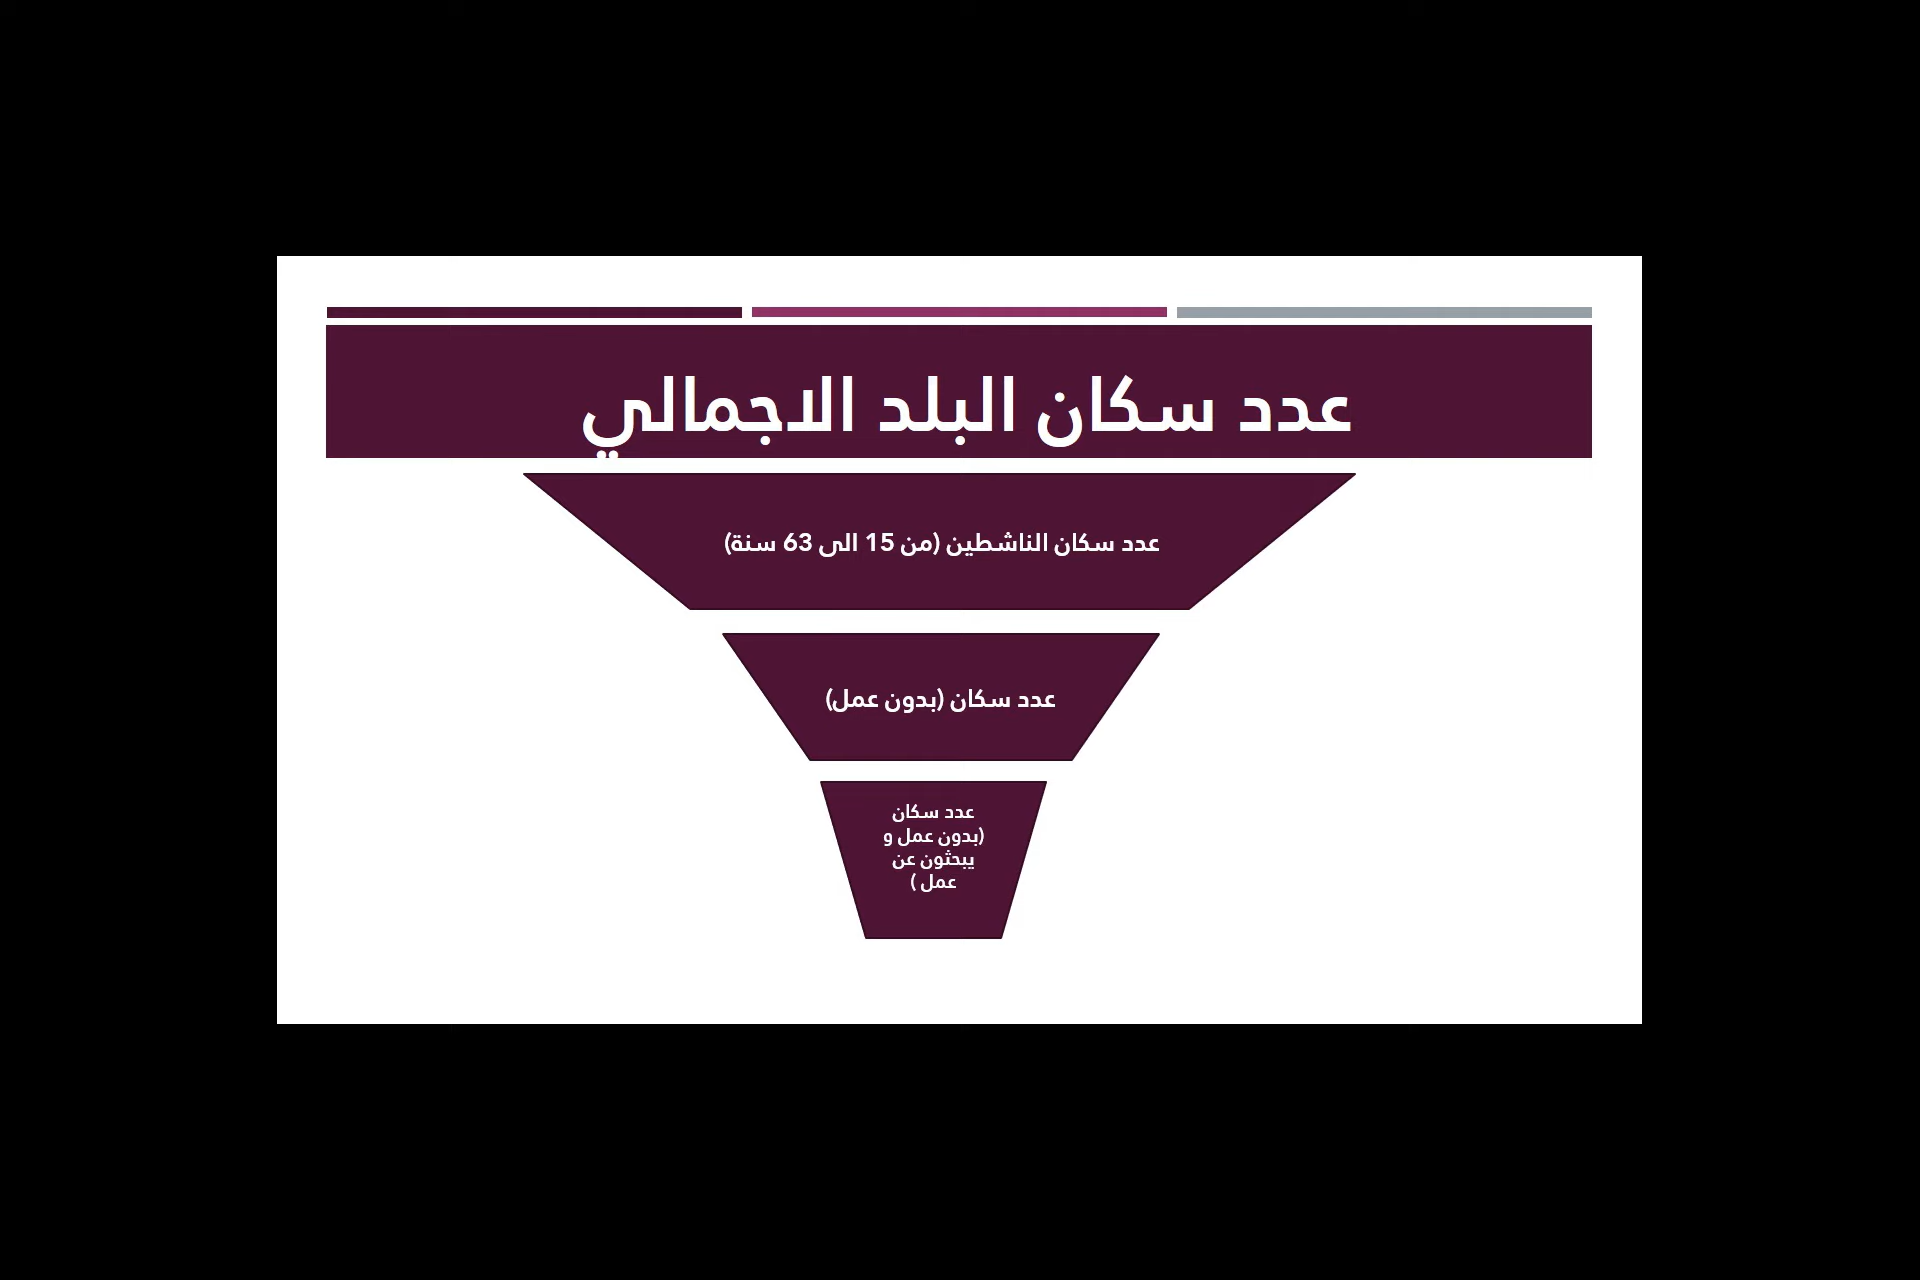 عدد سكان البلد الاجمالي
عدد سكان الناشطين (من 15 الى 63 سنة)
عدد سكان (بدون عمل)
عدد سكان
(بدون عمل و
يبحثون عن
عمل )